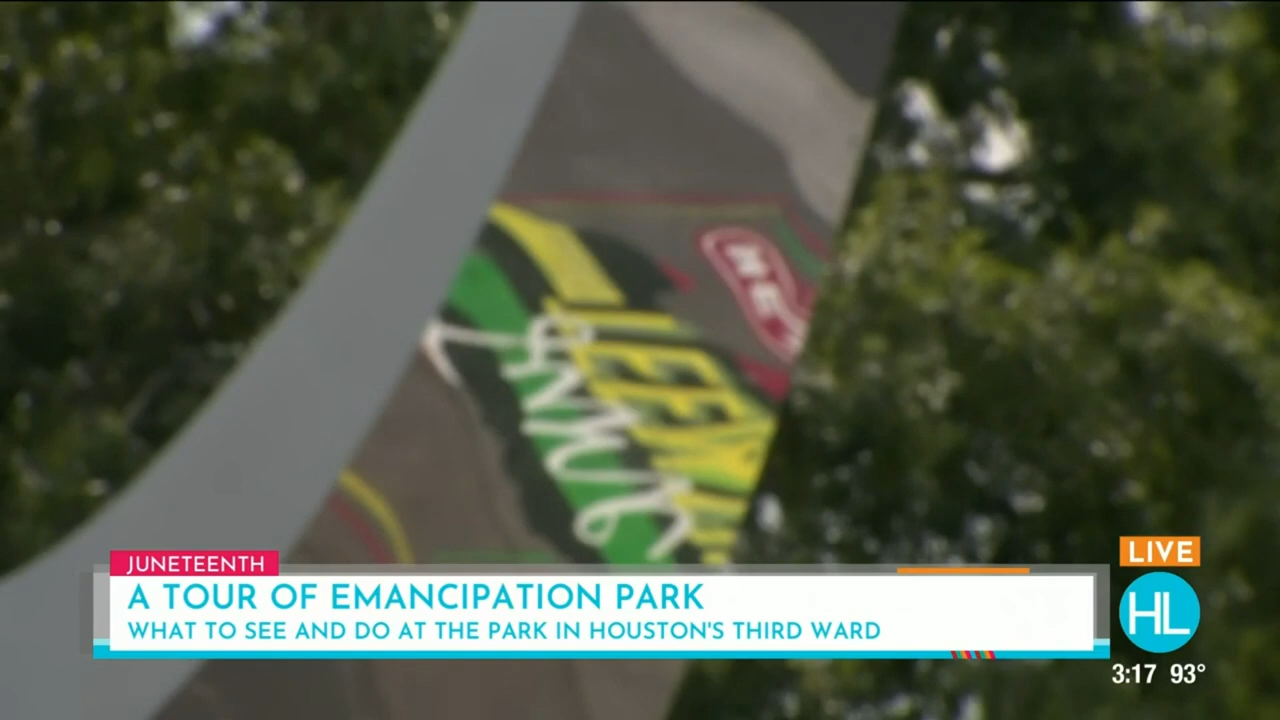 H-E-B
JUNETEENTH
A TOUR OF EMANCIPATION PARK
WHAT TO SEE AND DO AT THE PARK IN HOUSTON'S THIRD WARD
LIVE
HL
3:17 93°